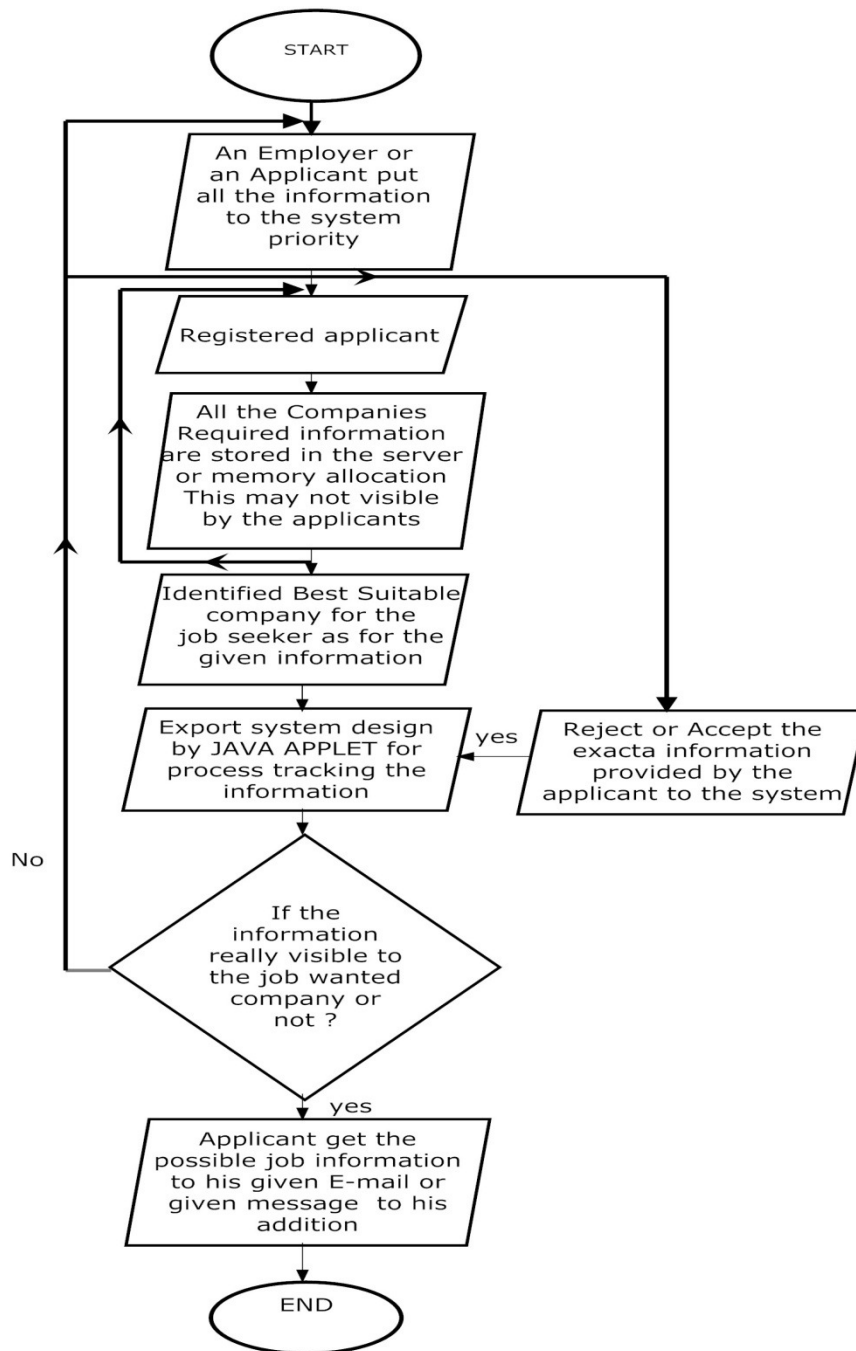 START
An Employer or
an Applicant put
all the information
to the system
priority
Registered applicant
All the Companies
Required information
are stored in the server
or memory allocation
This may not visible
by the applicants
Identified Best Suitable
company for the
job seeker as for the
given information
Export system design
by JAVA APPLET for
process tracking the
information
yes
Reject or Accept the
exacta information
provided by the
applicant to the system
No
If the
information
really visible to
the job wanted
company or
not ?
yes
Applicant get the
possible job information
to his given E-mail or
given message to his
addition
END